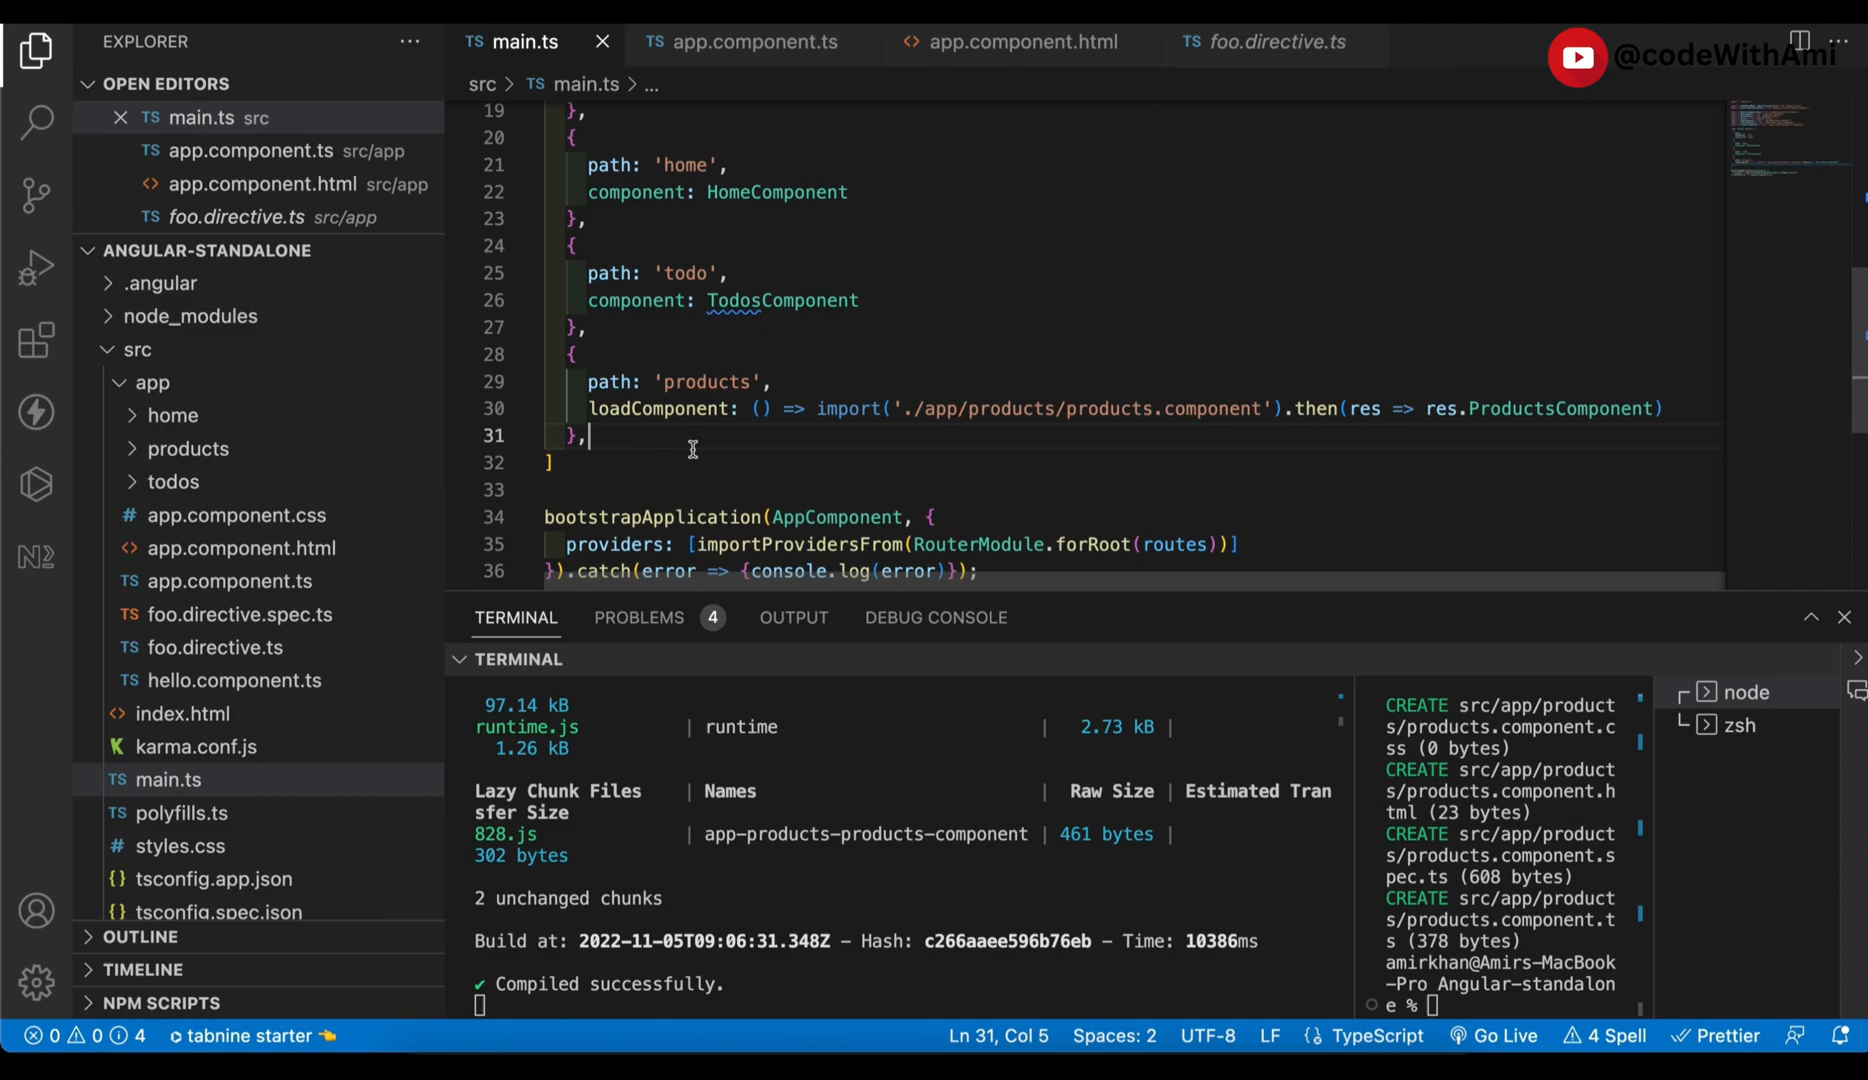 EXPLORER
OPEN EDITORS
TS main.ts src
TS app.component.ts src/app
<> app.component.html src/app
TS foo.directive.ts src/app
ANGULAR-STANDALONE
.angular
node_modules
src
app
home
products
todos
# app.component.css
<> app.component.html
TS app.component.ts
TS foo.directive.spec.ts
TS foo.directive.ts
TS hello.component.ts
<> index.html
karma.conf.js
TS main.ts
TS polyfills.ts
# styles.css
{} tsconfig.app.json
{} tsconfig.spec.json
OUTLINE
TIMELINE
NPM SCRIPTS
TS main.ts
TS app.component.ts
<> app.component.html
TS foo.directive.ts
@codeWithAmi
src > TS main.ts > ...
19 },
20 {
21 path: 'home',
22 component: HomeComponent
23 },
24 {
25 path: 'todo',
26 component: TodosComponent
27 },
28 {
29 path: 'products',
30 loadComponent: () => import('./app/products/products.component').then(res => res.ProductsComponent)
31 },
32 ]
33
34 bootstrapApplication(AppComponent, {
35 providers: [importProvidersFrom(RouterModule.forRoot(routes))]
36 }).catch(error => {console.log(error)});
TERMINAL PROBLEMS 4 OUTPUT DEBUG CONSOLE
TERMINAL
97.14 kB
runtime.js | runtime | 2.73 kB |
1.26 kB
Lazy Chunk Files | Names | Raw Size | Estimated Tran
sfer Size
828.js | app-products-products-component | 461 bytes |
302 bytes
2 unchanged chunks
Build at: 2022-11-05T09:06:31.348Z - Hash: c266aaee596b76eb - Time: 10386ms
✔ Compiled successfully.
CREATE src/app/product
s/products.component.c
ss (0 bytes)
CREATE src/app/product
s/products.component.h
tml (23 bytes)
CREATE src/app/product
s/products.component.s
pec.ts (608 bytes)
CREATE src/app/product
s/products.component.t
s (378 bytes)
amirkhan@Amirs-MacBook
-Pro Angular-standalon
e %
node
zsh
0 0 4 tabnine starter 👈
Ln 31, Col 5 Spaces: 2 UTF-8 LF {} TypeScript Go Live 4 Spell Prettier